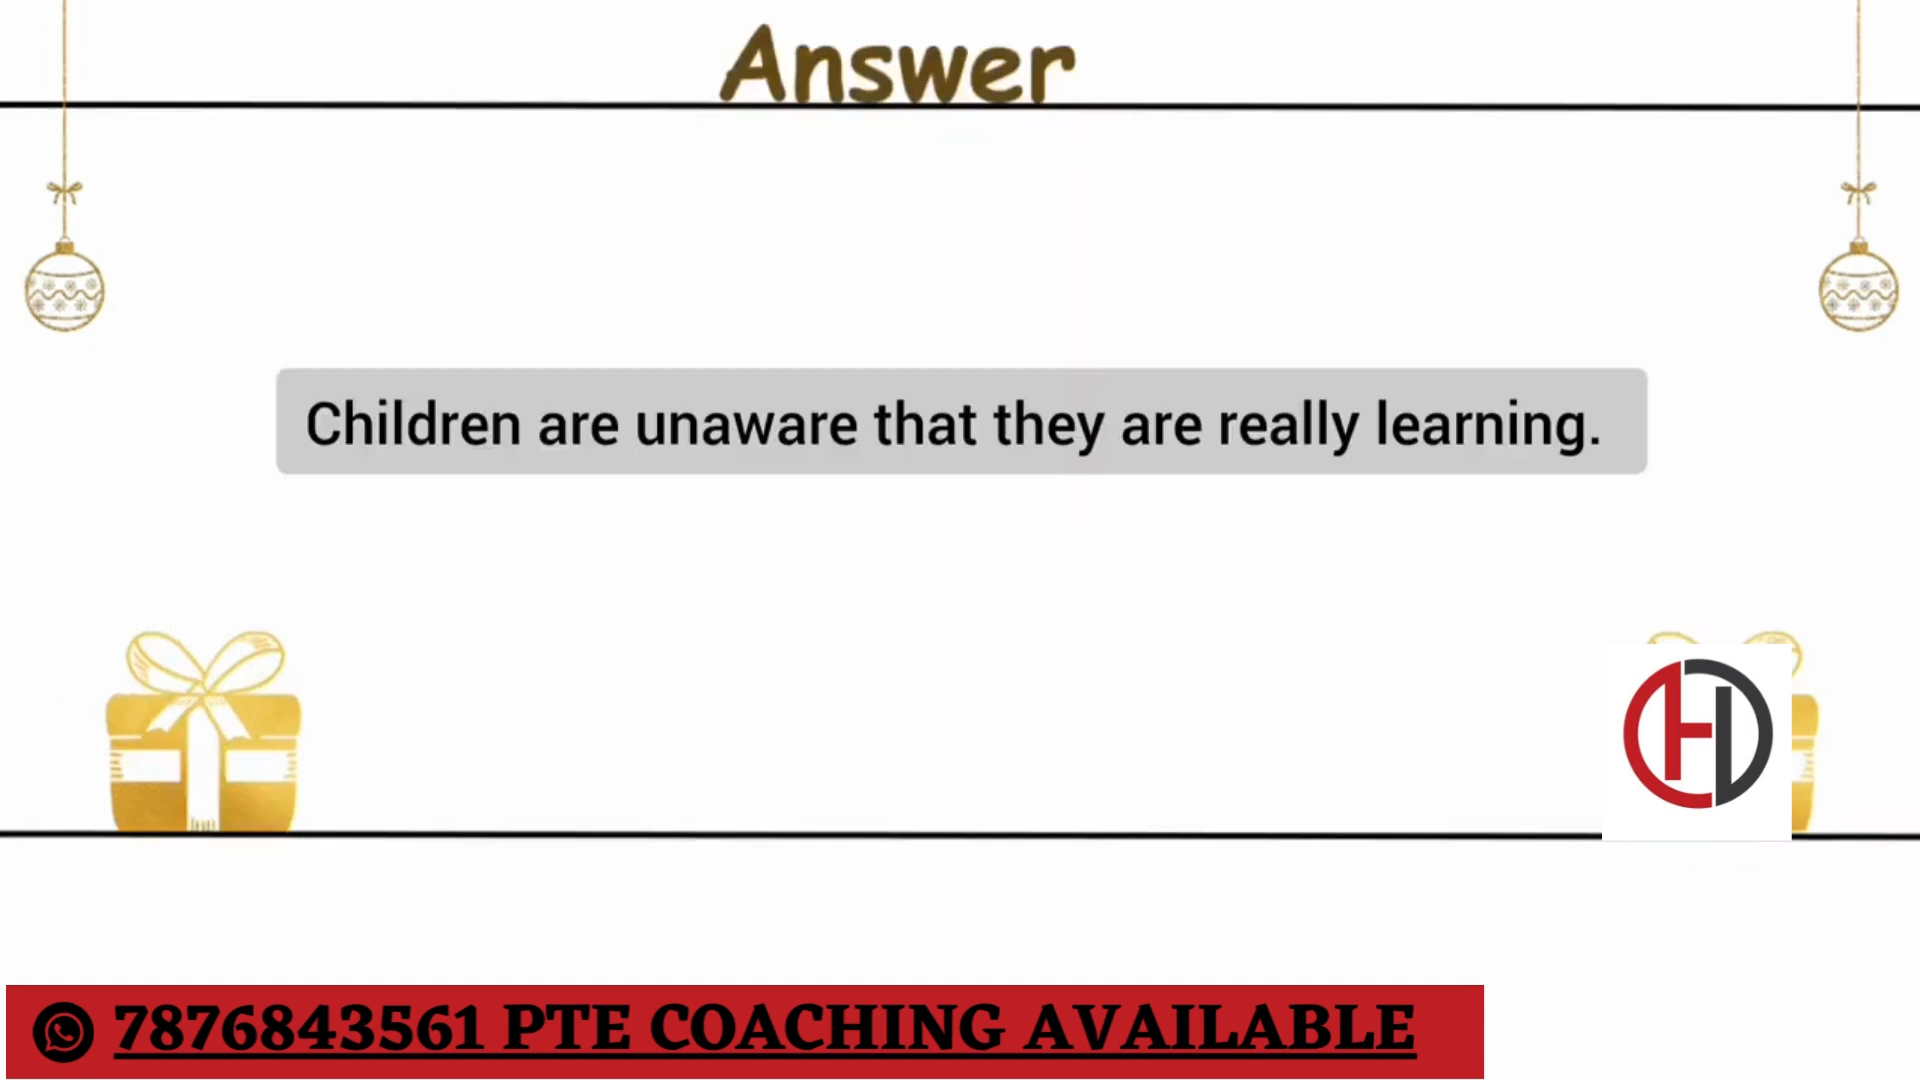 Answer
Children are unaware that they are really learning.
7876843561 PTE COACHING AVAILABLE